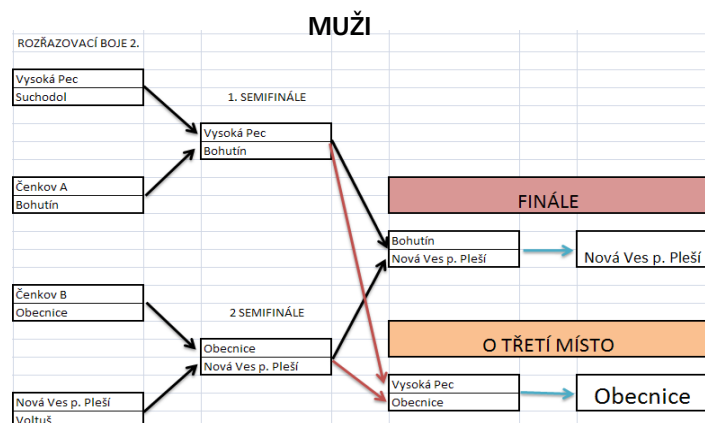 MUŽI
ROZŘAZOVACÍ BOJE 2.
Vysoká Pec
Suchodol
1. SEMIFINÁLE
Vysoká Pec
Bohutín
Čenkov A
Bohutín
FINÁLE
Bohutín
Nová Ves p. Pleší
Nová Ves p. Pleší
Čenkov B
Obecnice
2 SEMIFINÁLE
Obecnice
Nová Ves p. Pleší
O TŘETÍ MÍSTO
Vysoká Pec
Obecnice
Obecnice
Nová Ves p. Pleší
Voltuš